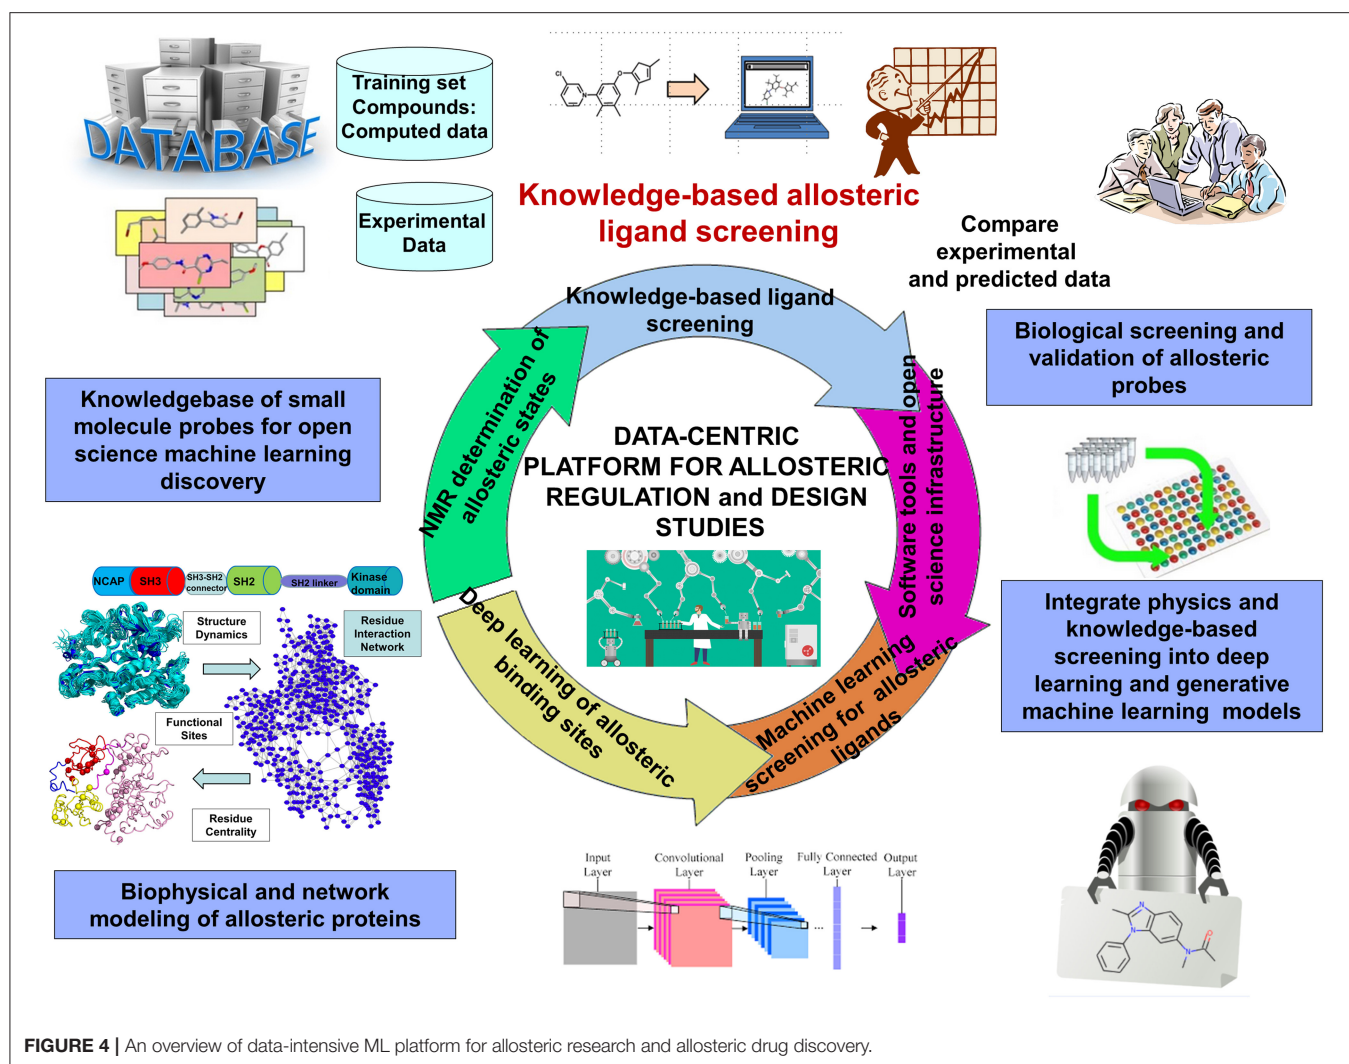 DATABASE
Training set
Compounds:
Computed data
Experimental
Data
Cl
N
O
Knowledge-based allosteric
ligand screening
Compare
experimental
and predicted data
Biological screening and
validation of allosteric
probes
Knowledgebase of small
molecule probes for open
science machine learning
discovery
Knowledge-based ligand
screening
NMR determination of
allosteric states
Software tools and open
science infrastructure
DATA-CENTRIC
PLATFORM FOR ALLOSTERIC
REGULATION and DESIGN
STUDIES
Deep learning of allosteric
binding sites
Machine learning
screening for allosteric
ligands
NCAP
SH3
SH3-SH2
connector
SH2
SH2 linker
Kinase
domain
Structure
Dynamics
Residue
Interaction
Network
Functional
Sites
Residue
Centrality
Integrate physics and
knowledge-based
screening into deep
learning and generative
machine learning models
Biophysical and network
modeling of allosteric proteins
Input
Layer
Convolutional
Layer
Pooling
Layer
Fully Connected
Layer
Output
Layer
...
N
N
N
O
FIGURE 4 | An overview of data-intensive ML platform for allosteric research and allosteric drug discovery.